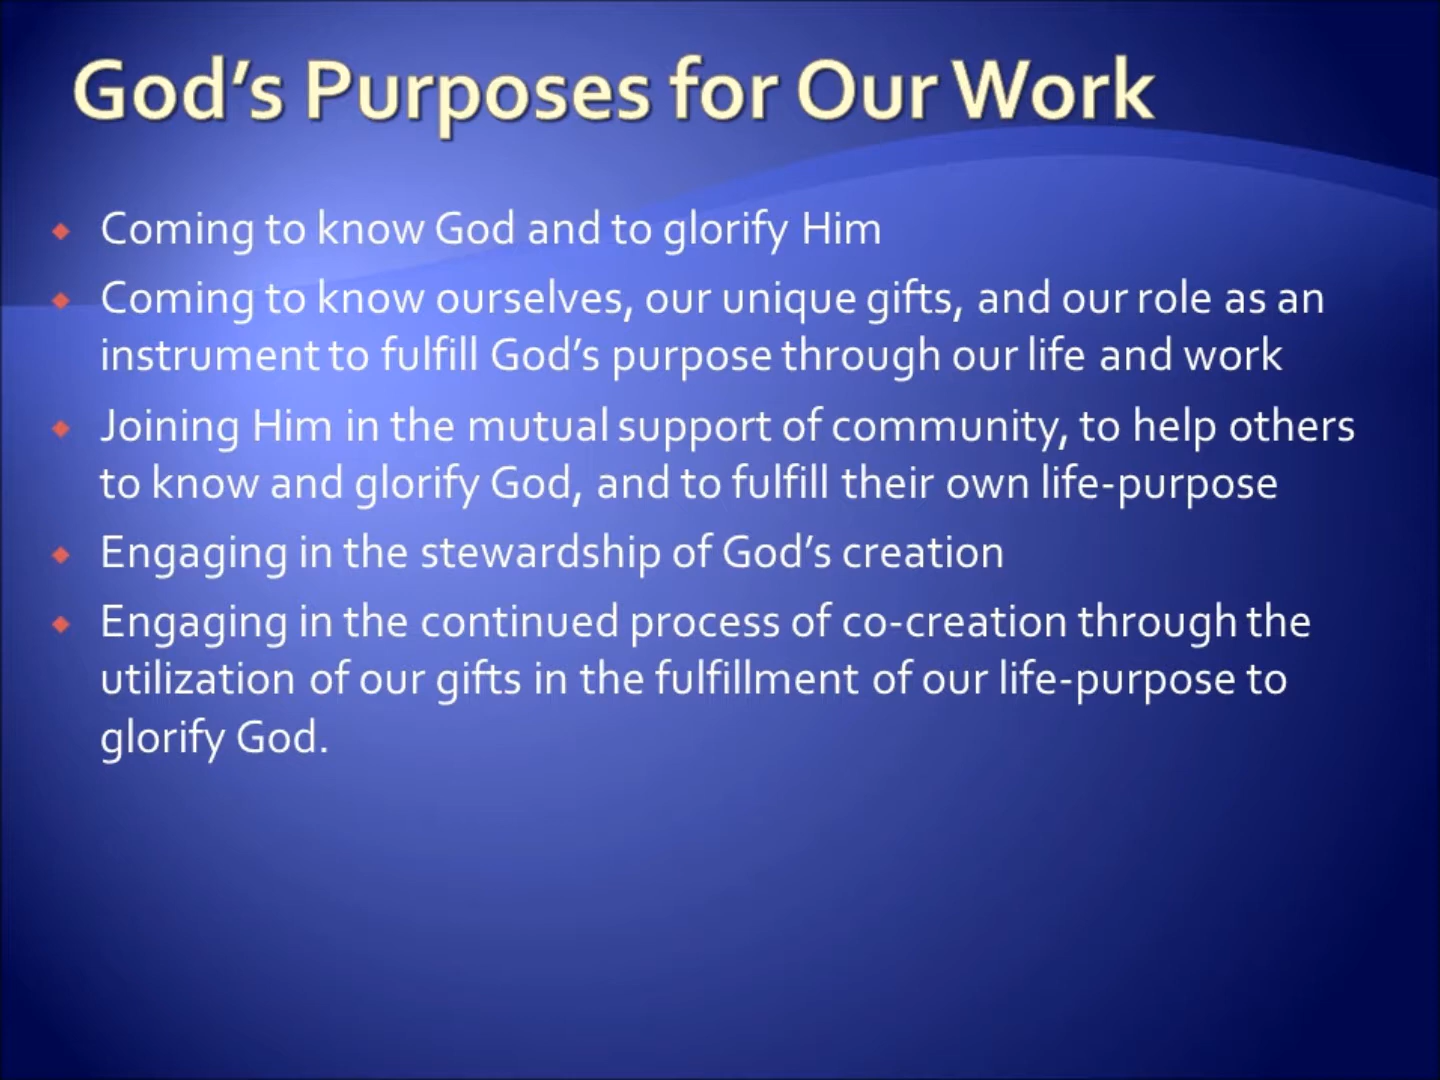 God’s Purposes for Our Work
Coming to know God and to glorify Him
Coming to know ourselves, our unique gifts, and our role as an
instrument to fulfill God’s purpose through our life and work
Joining Him in the mutual support of community, to help others
to know and glorify God, and to fulfill their own life-purpose
Engaging in the stewardship of God’s creation
Engaging in the continued process of co-creation through the
utilization of our gifts in the fulfillment of our life-purpose to
glorify God.